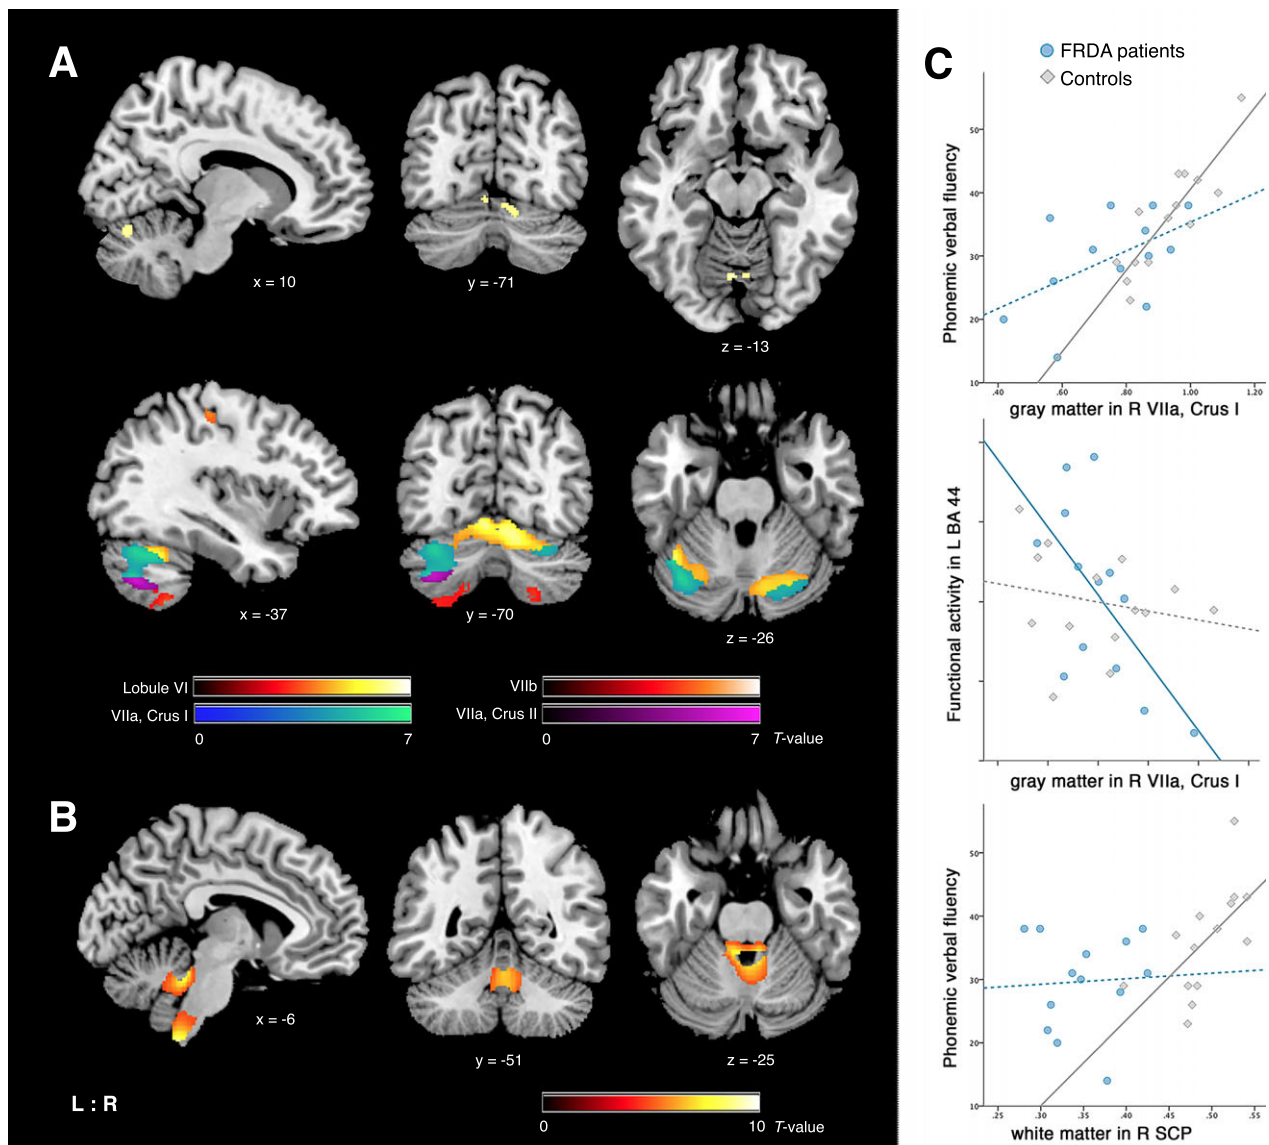 A
x = 10
y = -71
z = -13
x = -37
y = -70
z = -26
Lobule VI
VIIb
VIIa, Crus I
VIIa, Crus II
0
7
0
7
T-value
B
x = -6
y = -51
z = -25
L : R
0
10
T-value
C
FRDA patients
Controls
Phonemic verbal fluency
50
40
30
20
10
.40
.60
.80
1.00
1.20
gray matter in R VIIa, Crus I
Functional activity in L BA 44
gray matter in R VIIa, Crus I
Phonemic verbal fluency
50
40
30
20
10
.25
.30
.35
.40
.45
.50
.55
white matter in R SCP